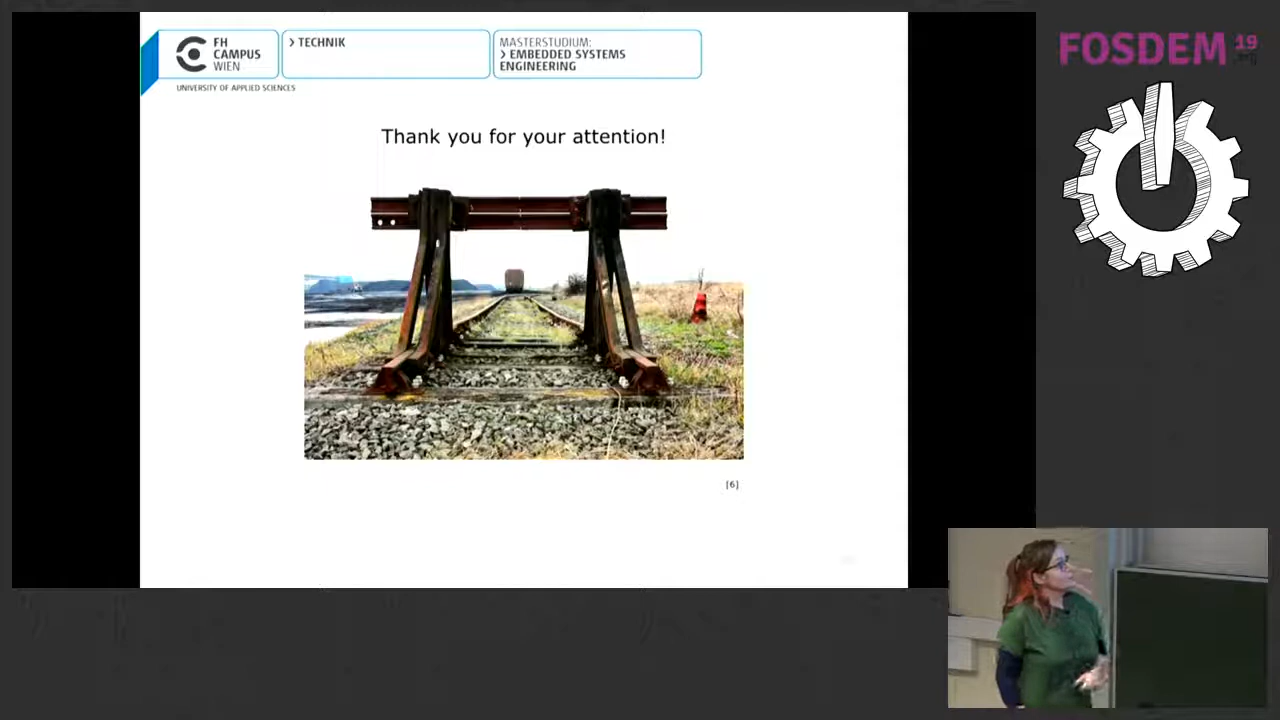 FH
CAMPUS
WIEN
> TECHNIK
MASTERSTUDIUM:
> EMBEDDED SYSTEMS
ENGINEERING
UNIVERSITY OF APPLIED SCIENCES
FOSDEM 19
.org
Thank you for your attention!
[6]